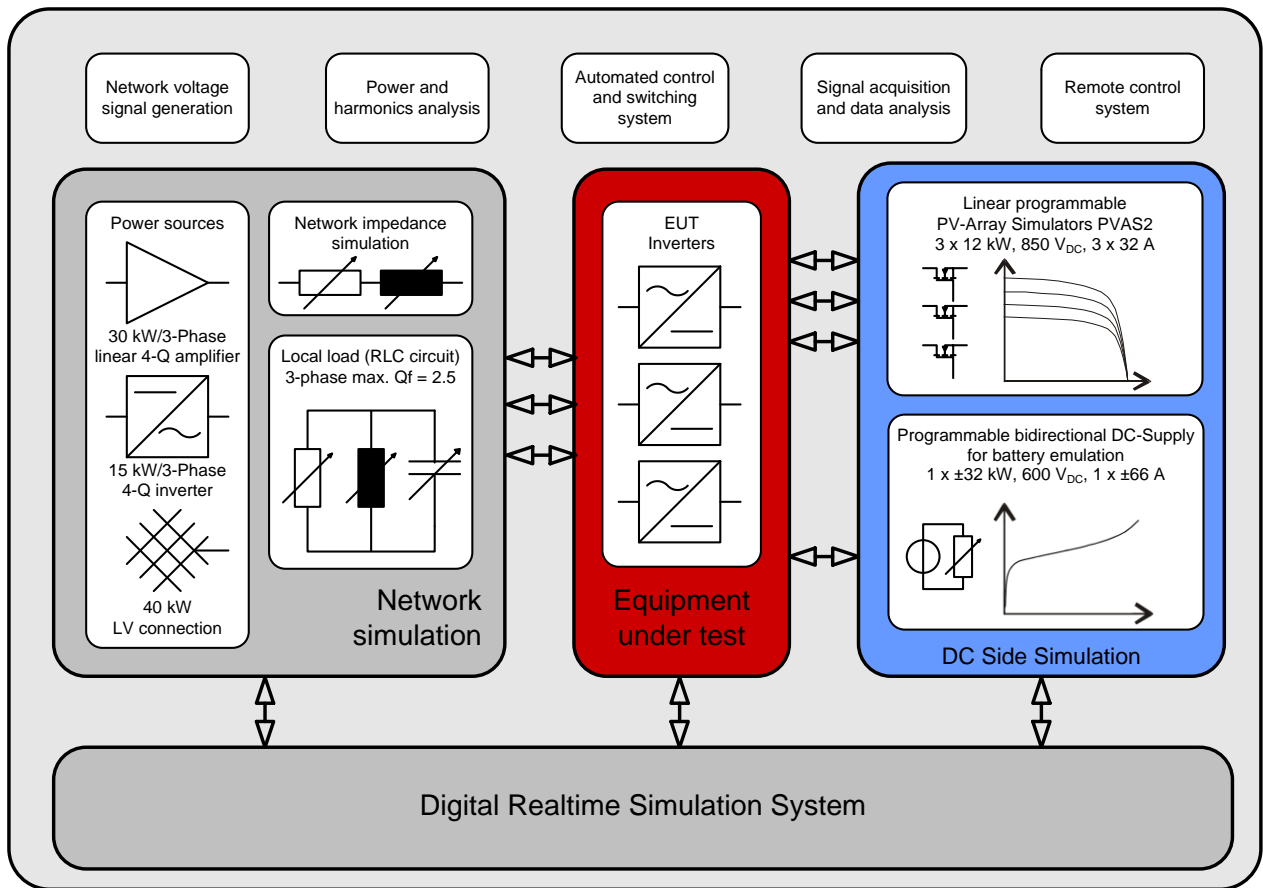 Network voltage
signal generation
Power and
harmonics analysis
Automated control
and switching
system
Signal acquisition
and data analysis
Remote control
system
Power sources
30 kW/3-Phase
linear 4-Q amplifier
15 kW/3-Phase
4-Q inverter
40 kW
LV connection
Network impedance
simulation
Local load (RLC circuit)
3-phase max. Qf = 2.5
Network
simulation
EUT
Inverters
Equipment
under test
Linear programmable
PV-Array Simulators PVAS2
3 x 12 kW, 850 VDC, 3 x 32 A
Programmable bidirectional DC-Supply
for battery emulation
1 x ±32 kW, 600 VDC, 1 x ±66 A
DC Side Simulation
Digital Realtime Simulation System